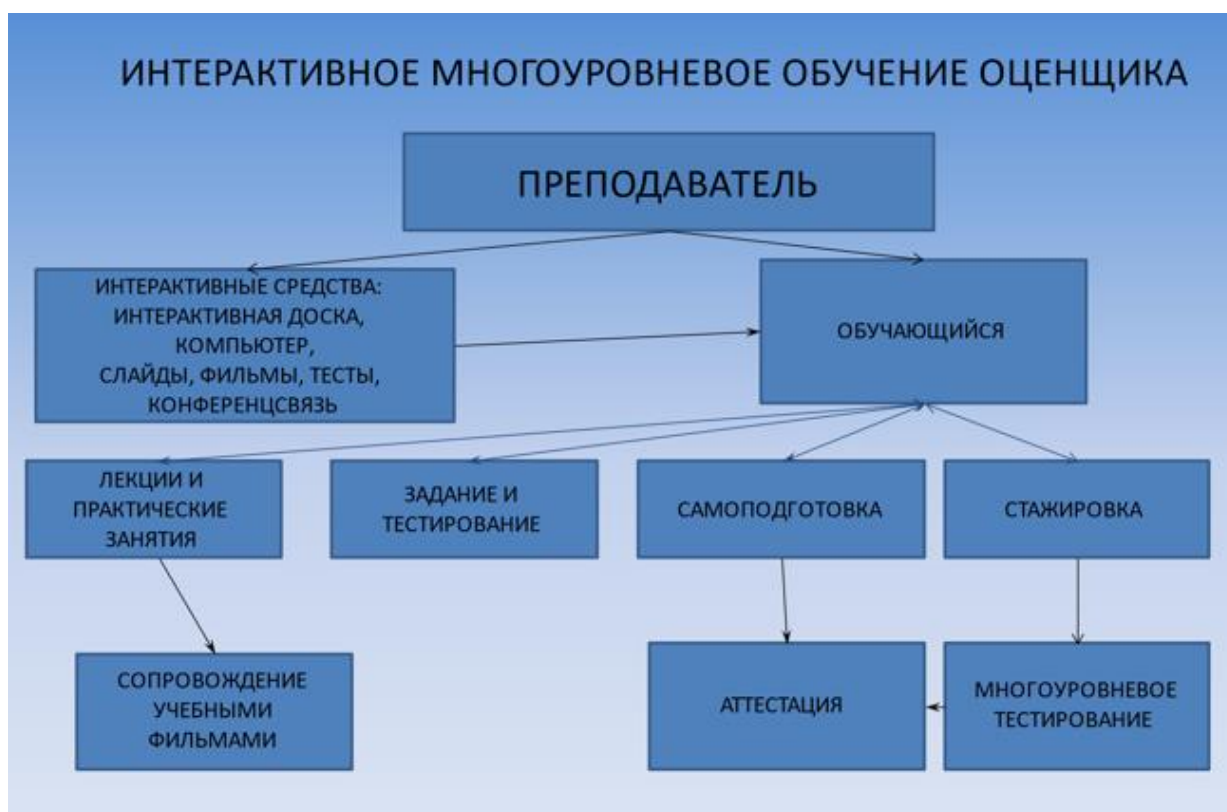 ИНТЕРАКТИВНОЕ МНОГОУРОВНЕВОЕ ОБУЧЕНИЕ ОЦЕНЩИКА
ПРЕПОДАВАТЕЛЬ
ИНТЕРАКТИВНЫЕ СРЕДСТВА:
ИНТЕРАКТИВНАЯ ДОСКА,
КОМПЬЮТЕР,
СЛАЙДЫ, ФИЛЬМЫ, ТЕСТЫ,
КОНФЕРЕНЦСВЯЗЬ
ОБУЧАЮЩИЙСЯ
ЛЕКЦИИ И
ПРАКТИЧЕСКИЕ
ЗАНЯТИЯ
ЗАДАНИЕ И
ТЕСТИРОВАНИЕ
САМОПОДГОТОВКА
СТАЖИРОВКА
СОПРОВОЖДЕНИЕ
УЧЕБНЫМИ
ФИЛЬМАМИ
АТТЕСТАЦИЯ
МНОГОУРОВНЕВОЕ
ТЕСТИРОВАНИЕ